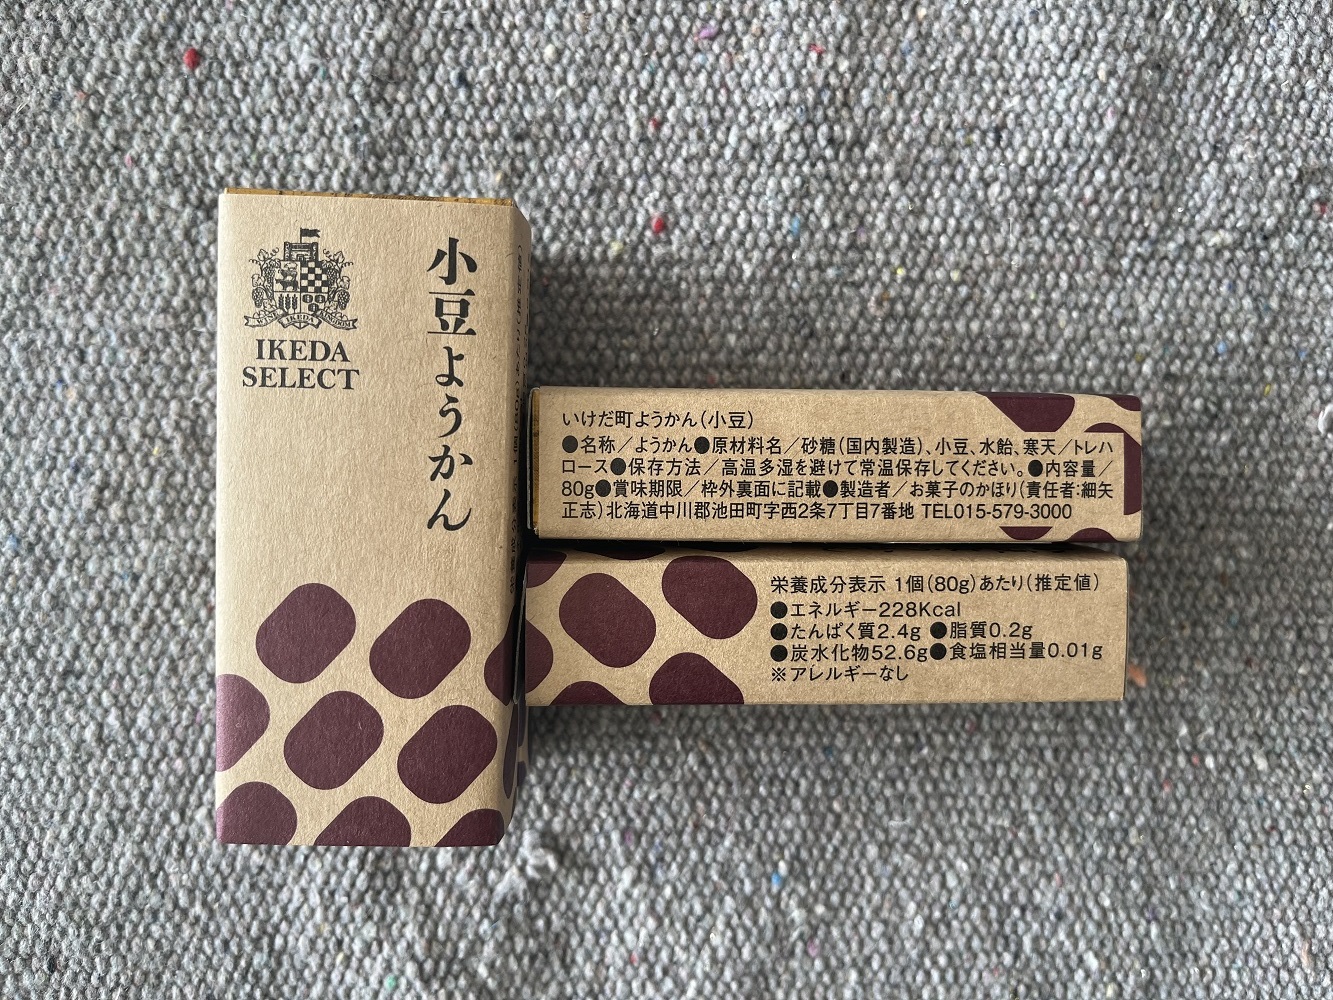 WINE IKEDA KINGDOM
IKEDA
SELECT
小豆ようかん
いけだ町ようかん(小豆)
●名称/ようかん●原材料名/砂糖(国内製造)、小豆、水飴、寒天/トレハ
ロース●保存方法/高温多湿を避けて常温保存してください。●内容量/
80g●賞味期限/枠外裏面に記載●製造者/お菓子のかほり(責任者:細矢
正志)北海道中川郡池田町字西2条7丁目7番地 TEL015-579-3000
栄養成分表示 1個(80g)あたり(推定値)
●エネルギー228Kcal
●たんぱく質2.4g ●脂質0.2g
●炭水化物52.6g●食塩相当量0.01g
※アレルギーなし